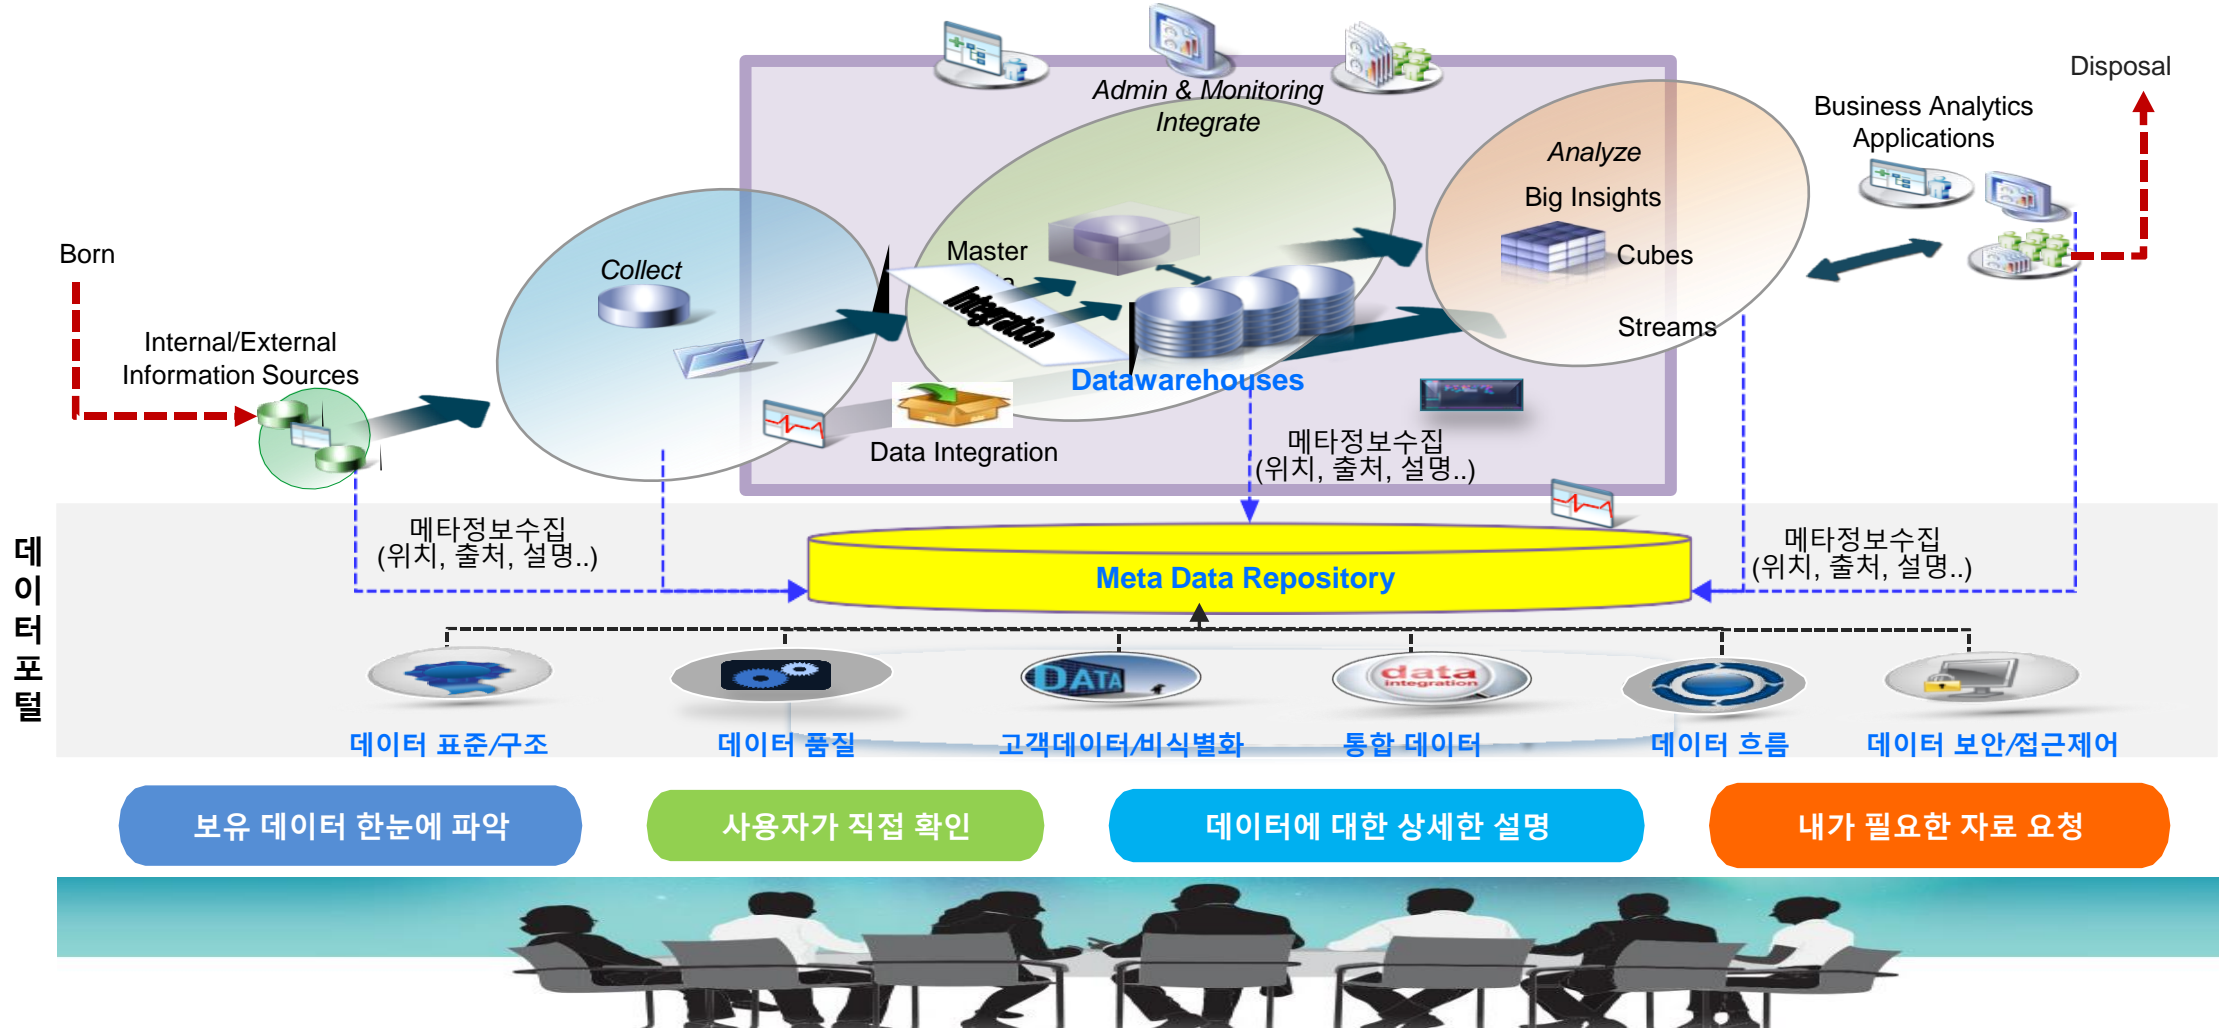 Admin & Monitoring
Integrate
Disposal
Business Analytics
Applications
Analyze
Big Insights
Cubes
Streams
Born
Collect
Master
Integration
Internal/External
Information Sources
Datawarehouses
Data Integration
메타정보수집
(위치, 출처, 설명..)
메타정보수집
(위치, 출처, 설명..)
메타정보수집
(위치, 출처, 설명..)
Meta Data Repository
데이터포털
DATA
data
integration
데이터 표준/구조
데이터 품질
고객데이터/비식별화
통합 데이터
데이터 흐름
데이터 보안/접근제어
보유 데이터 한눈에 파악
사용자가 직접 확인
데이터에 대한 상세한 설명
내가 필요한 자료 요청